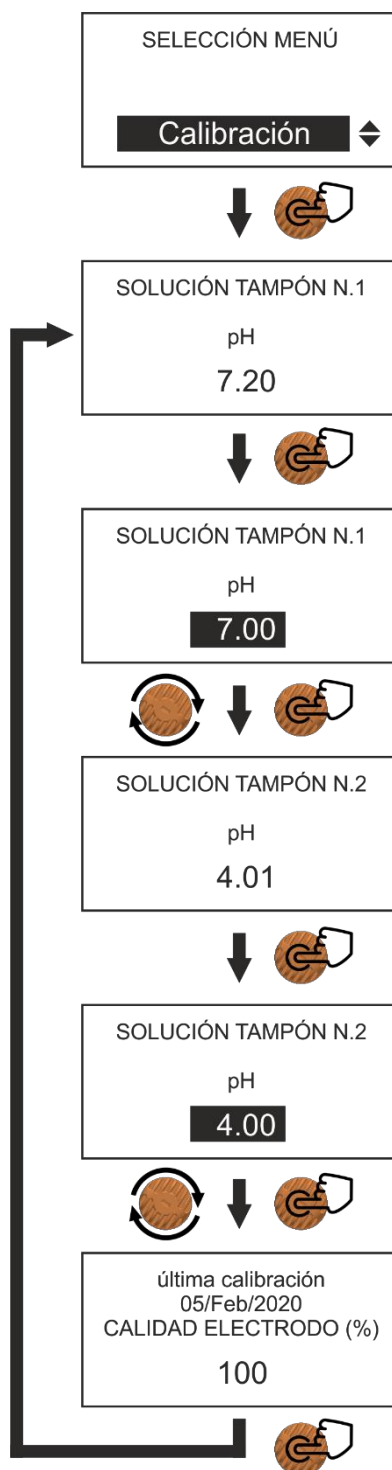 SELECCIÓN MENÚ
Calibración
SOLUCIÓN TAMPÓN N.1
pH
7.20
SOLUCIÓN TAMPÓN N.1
pH
7.00
SOLUCIÓN TAMPÓN N.2
pH
4.01
SOLUCIÓN TAMPÓN N.2
pH
4.00
última calibración
05/Feb/2020
CALIDAD ELECTRODO (%)
100